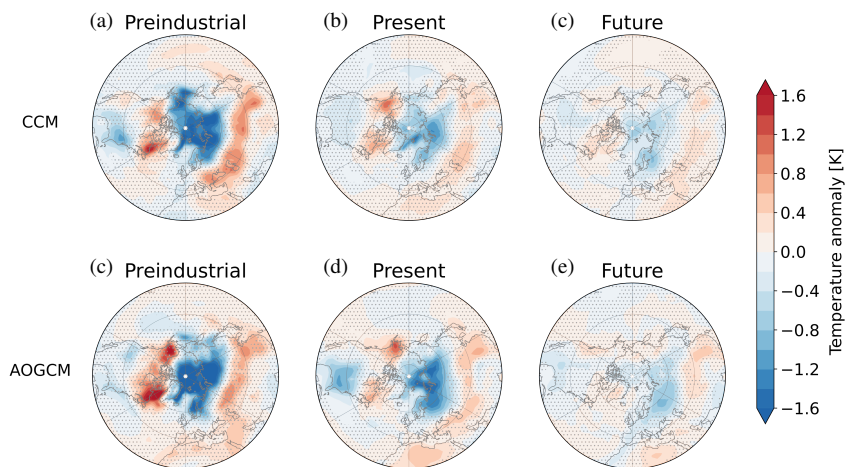 (a) Preindustrial
(b) Present
(c) Future
CCM
(c) Preindustrial
(d) Present
(e) Future
AOGCM
1.6
1.2
0.8
0.4
0.0
−0.4
−0.8
−1.2
−1.6
Temperature anomaly [K]